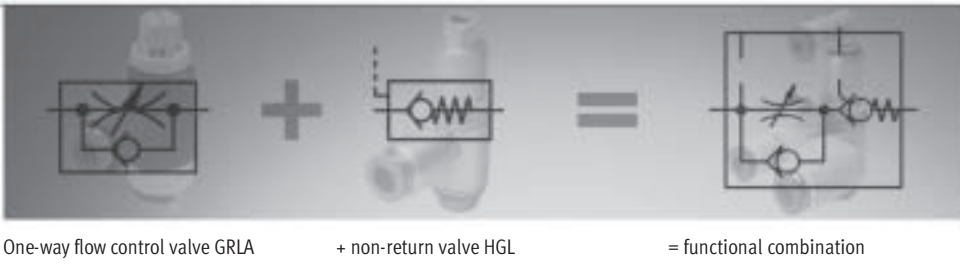 One-way flow control valve GRLA
+ non-return valve HGL
= functional combination